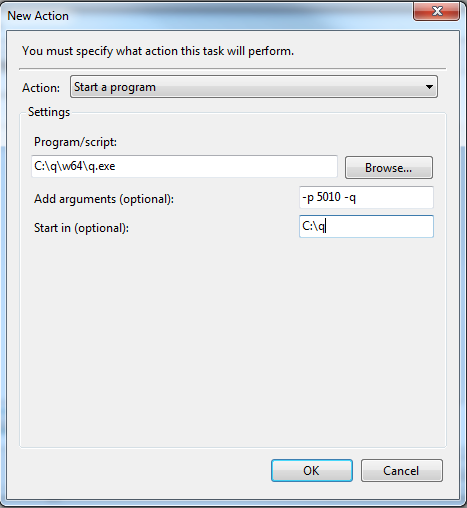 New Action
You must specify what action this task will perform.
Action: Start a program
Settings
Program/script:
C:\q\w64\q.exe Browse...
Add arguments (optional): -p 5010 -q
Start in (optional): C:\q
OK Cancel